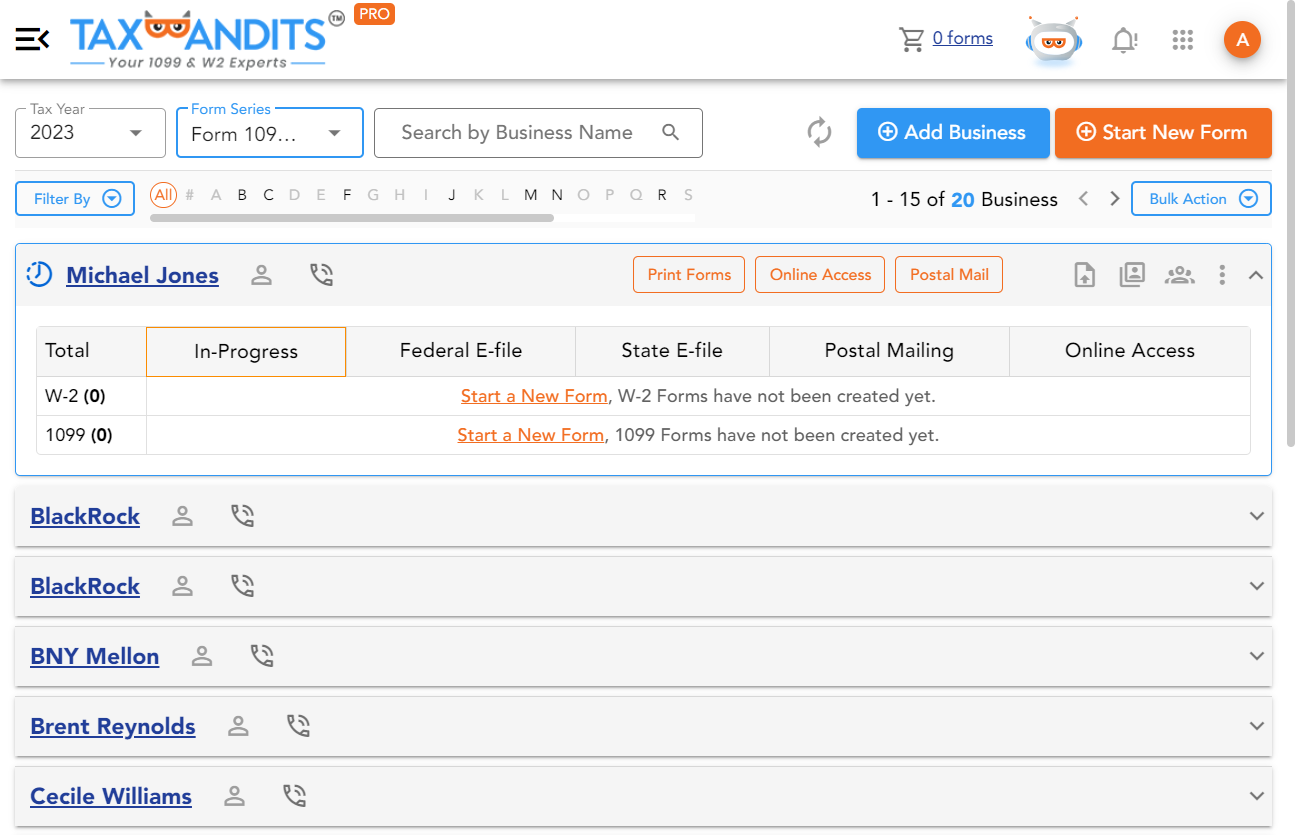 TAXBANDITS TM PRO
Your 1099 & W2 Experts
0 forms
A
Tax Year
2023
Form Series
Form 109...
Search by Business Name
Add Business
Start New Form
Filter By
All # A B C D E F G H I J K L M N O P Q R S
1 - 15 of 20 Business
Bulk Action
Michael Jones
Print Forms
Online Access
Postal Mail
Total In-Progress Federal E-file State E-file Postal Mailing Online Access
W-2 (0) Start a New Form, W-2 Forms have not been created yet.
1099 (0) Start a New Form, 1099 Forms have not been created yet.
BlackRock
BlackRock
BNY Mellon
Brent Reynolds
Cecile Williams